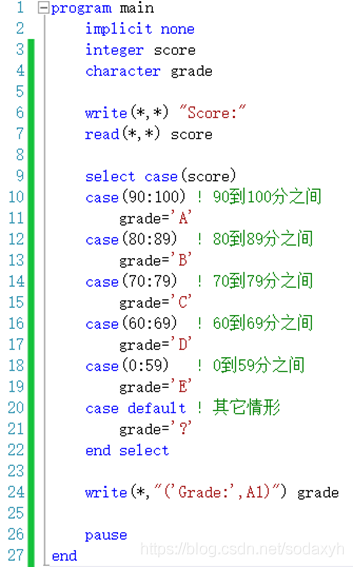 1 program main
2     implicit none
3     integer score
4     character grade
5
6     write(*,*) "Score:"
7     read(*,*) score
8
9     select case(score)
10     case(90:100) ! 90到100分之间
11         grade='A'
12     case(80:89)  ! 80到89分之间
13         grade='B'
14     case(70:79)  ! 70到79分之间
15         grade='C'
16     case(60:69)  ! 60到69分之间
17         grade='D'
18     case(0:59)   ! 0到59分之间
19         grade='E'
20     case default ! 其它情形
21         grade='?'
22     end select
23
24     write(*,"('Grade:',A1)") grade
25
26     pause
27 end
https://blog.csdn.net/sodaxyh